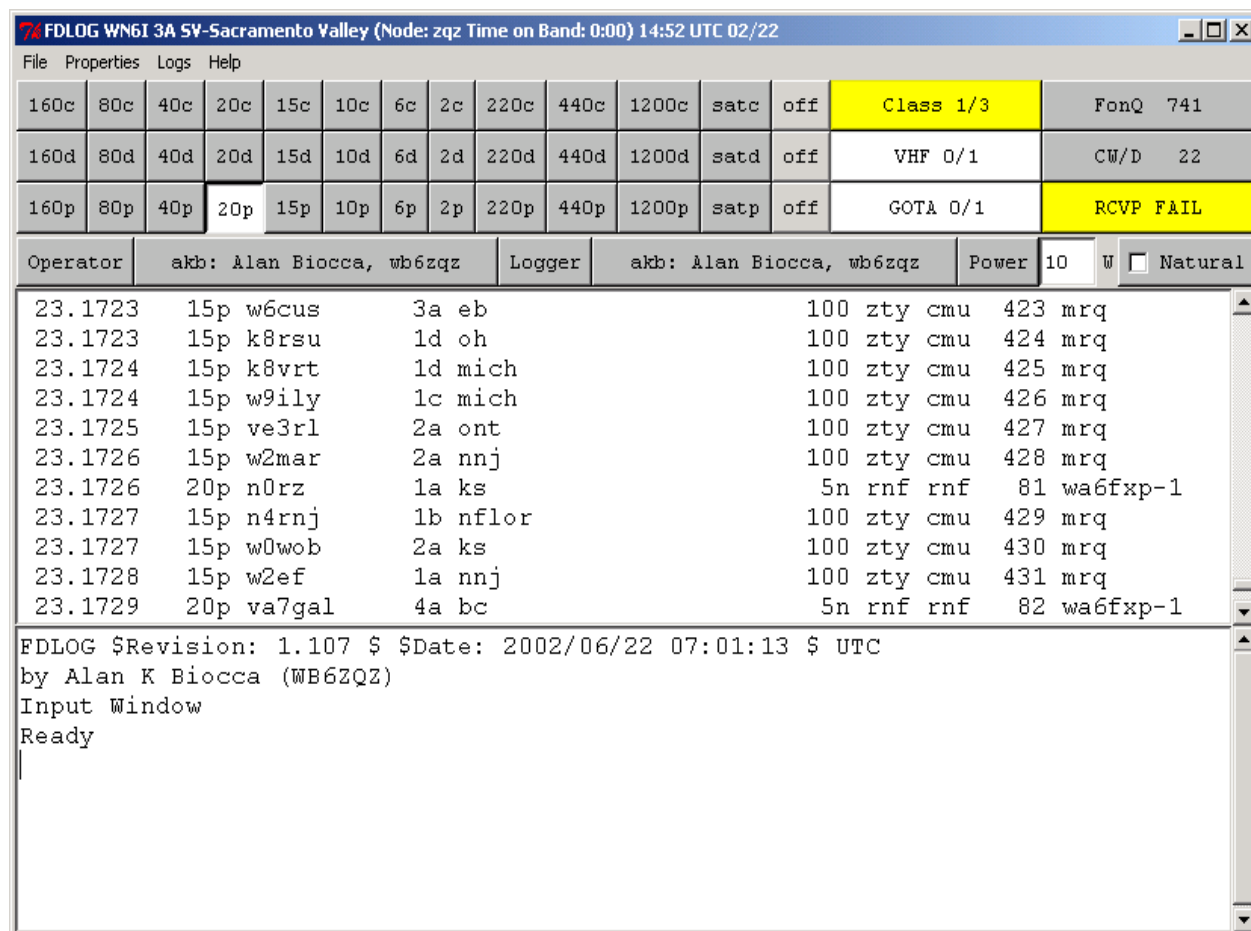 FDLOG WN6I 3A SV-Sacramento Valley (Node: zqz Time on Band: 0:00) 14:52 UTC 02/22
File Properties Logs Help
160c 80c 40c 20c 15c 10c 6c 2c 220c 440c 1200c satc off Class 1/3 FonQ 741
160d 80d 40d 20d 15d 10d 6d 2d 220d 440d 1200d satd off VHF 0/1 CW/D 22
160p 80p 40p 20p 15p 10p 6p 2p 220p 440p 1200p satp off GOTA 0/1 RCVP FAIL
Operator akb: Alan Biocca, wb6zqz Logger akb: Alan Biocca, wb6zqz Power 10 W Natural
23.1723 15p w6cus 3a eb 100 zty cmu 423 mrq
23.1723 15p k8rsu 1d oh 100 zty cmu 424 mrq
23.1724 15p k8vrt 1d mich 100 zty cmu 425 mrq
23.1724 15p w9ily 1c mich 100 zty cmu 426 mrq
23.1725 15p ve3rl 2a ont 100 zty cmu 427 mrq
23.1726 15p w2mar 2a nnj 100 zty cmu 428 mrq
23.1726 20p n0rz 1a ks 5n rnf rnf 81 wa6fxp-1
23.1727 15p n4rnj 1b nflor 100 zty cmu 429 mrq
23.1727 15p w0wob 2a ks 100 zty cmu 430 mrq
23.1728 15p w2ef 1a nnj 100 zty cmu 431 mrq
23.1729 20p va7gal 4a bc 5n rnf rnf 82 wa6fxp-1
FDLOG $Revision: 1.107 $ $Date: 2002/06/22 07:01:13 $ UTC
by Alan K Biocca (WB6ZQZ)
Input Window
Ready